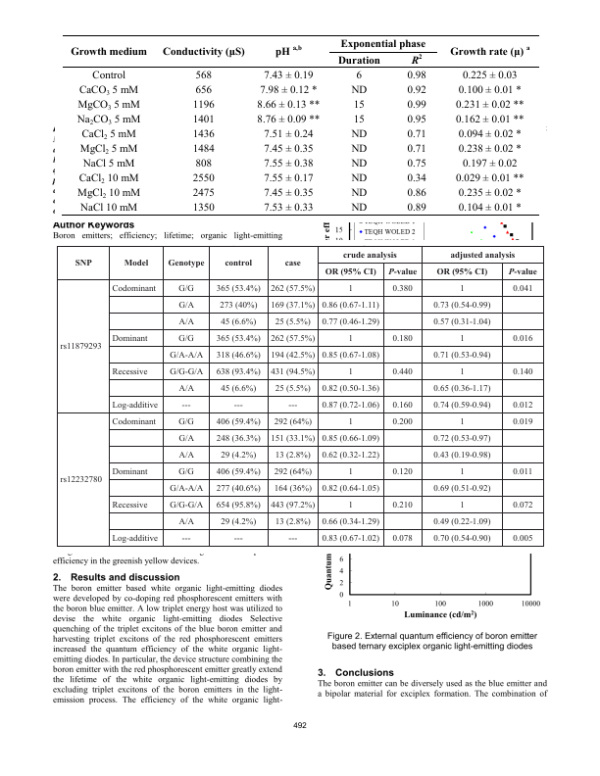 Growth medium Conductivity (µS) pH a,b Exponential phase Growth rate (µ) a
Duration R2
Control 568 7.43 ± 0.19 6 0.98 0.225 ± 0.03
CaCO3 5 mM 656 7.98 ± 0.12 * ND 0.92 0.100 ± 0.01 *
MgCO3 5 mM 1196 8.66 ± 0.13 ** 15 0.99 0.231 ± 0.02 **
Na2CO3 5 mM 1401 8.76 ± 0.09 ** 15 0.95 0.162 ± 0.01 **
CaCl2 5 mM 1436 7.51 ± 0.24 ND 0.71 0.094 ± 0.02 *
MgCl2 5 mM 1484 7.45 ± 0.35 ND 0.71 0.238 ± 0.02 *
NaCl 5 mM 808 7.55 ± 0.38 ND 0.75 0.197 ± 0.02
CaCl2 10 mM 2550 7.55 ± 0.17 ND 0.34 0.029 ± 0.01 **
MgCl2 10 mM 2475 7.45 ± 0.35 ND 0.86 0.235 ± 0.02 *
NaCl 10 mM 1350 7.53 ± 0.33 ND 0.89 0.104 ± 0.01 *
Author Keywords
Boron emitters; efficiency; lifetime; organic light-emitting
15
TEQH WOLED 2
SNP Model Genotype control case crude analysis adjusted analysis
OR (95% CI) P-value OR (95% CI) P-value
rs11879293 Codominant G/G 365 (53.4%) 262 (57.5%) 1 0.380 1 0.041
G/A 273 (40%) 169 (37.1%) 0.86 (0.67-1.11) 0.73 (0.54-0.99)
A/A 45 (6.6%) 25 (5.5%) 0.77 (0.46-1.29) 0.57 (0.31-1.04)
Dominant G/G 365 (53.4%) 262 (57.5%) 1 0.180 1 0.016
G/A-A/A 318 (46.6%) 194 (42.5%) 0.85 (0.67-1.08) 0.71 (0.53-0.94)
Recessive G/G-G/A 638 (93.4%) 431 (94.5%) 1 0.440 1 0.140
A/A 45 (6.6%) 25 (5.5%) 0.82 (0.50-1.36) 0.65 (0.36-1.17)
Log-additive --- --- --- 0.87 (0.72-1.06) 0.160 0.74 (0.59-0.94) 0.012
rs12232780 Codominant G/G 406 (59.4%) 292 (64%) 1 0.200 1 0.019
G/A 248 (36.3%) 151 (33.1%) 0.85 (0.66-1.09) 0.72 (0.53-0.97)
A/A 29 (4.2%) 13 (2.8%) 0.62 (0.32-1.22) 0.43 (0.19-0.98)
Dominant G/G 406 (59.4%) 292 (64%) 1 0.120 1 0.011
G/A-A/A 277 (40.6%) 164 (36%) 0.82 (0.64-1.05) 0.69 (0.51-0.92)
Recessive G/G-G/A 654 (95.8%) 443 (97.2%) 1 0.210 1 0.072
A/A 29 (4.2%) 13 (2.8%) 0.66 (0.34-1.29) 0.49 (0.22-1.09)
Log-additive --- --- --- 0.83 (0.67-1.02) 0.078 0.70 (0.54-0.90) 0.005
efficiency in the greenish yellow devices.
2. Results and discussion
The boron emitter based white organic light-emitting diodes
were developed by co-doping red phosphorescent emitters with
the boron blue emitter. A low triplet energy host was utilized to
devise the white organic light-emitting diodes Selective
quenching of the triplet excitons of the blue boron emitter and
harvesting triplet excitons of the red phosphorescent emitters
increased the quantum efficiency of the white organic light-
emitting diodes. In particular, the device structure combining the
boron emitter with the red phosphorescent emitter greatly extend
the lifetime of the white organic light-emitting diodes by
excluding triplet excitons of the boron emitters in the light-
emission process. The efficiency of the white organic light-
Quantum
6
4
2
0
1 10 100 1000 10000
Luminance (cd/m2)
Figure 2. External quantum efficiency of boron emitter
based ternary exciplex organic light-emitting diodes
3. Conclusions
The boron emitter can be diversely used as the blue emitter and
a bipolar material for exciplex formation. The combination of
492